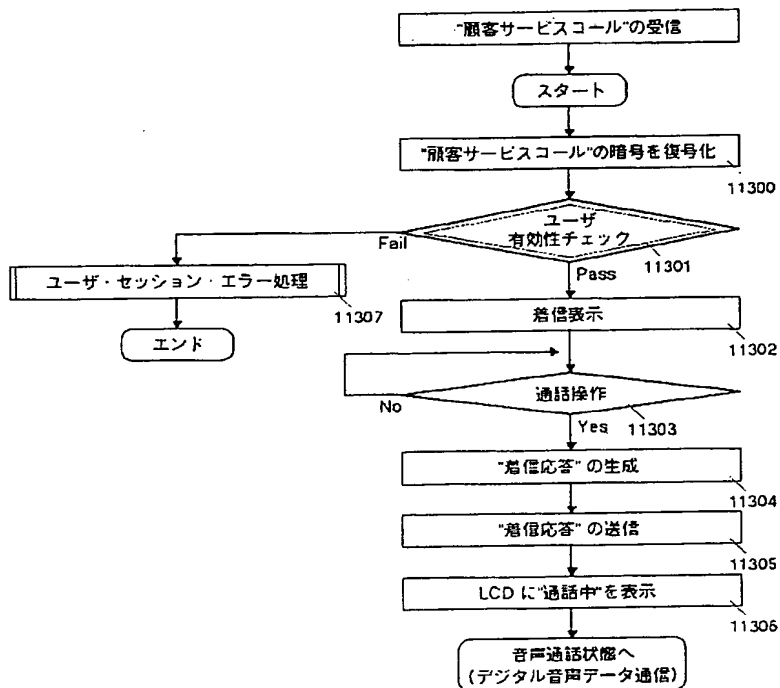 "顧客サービスコール"の受信
スタート
"顧客サービスコール"の暗号を復号化
11300
ユーザ
有効性チェック
11301
Fail
Pass
ユーザ・セッション・エラー処理
11307
エンド
着信表示
11302
通話操作
11303
No
Yes
"着信応答" の生成
11304
"着信応答" の送信
11305
LCD に"通話中"を表示
11306
音声通話状態へ
(デジタル音声データ通信)